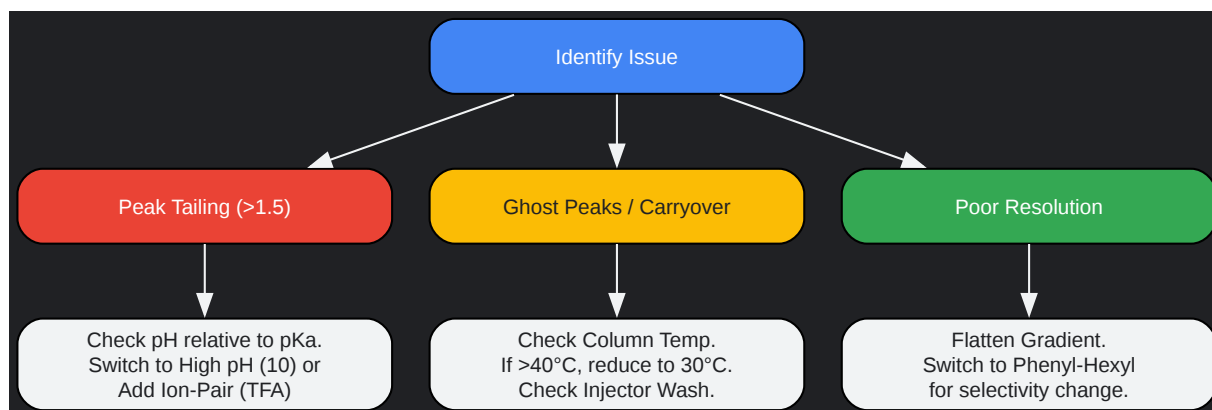 Identify Issue
Peak Tailing (>1.5)
Ghost Peaks / Carryover
Poor Resolution
Check pH relative to pKa.
Switch to High pH (10) or
Add Ion-Pair (TFA)
Check Column Temp.
If >40°C, reduce to 30°C.
Check Injector Wash.
Flatten Gradient.
Switch to Phenyl-Hexyl
for selectivity change.